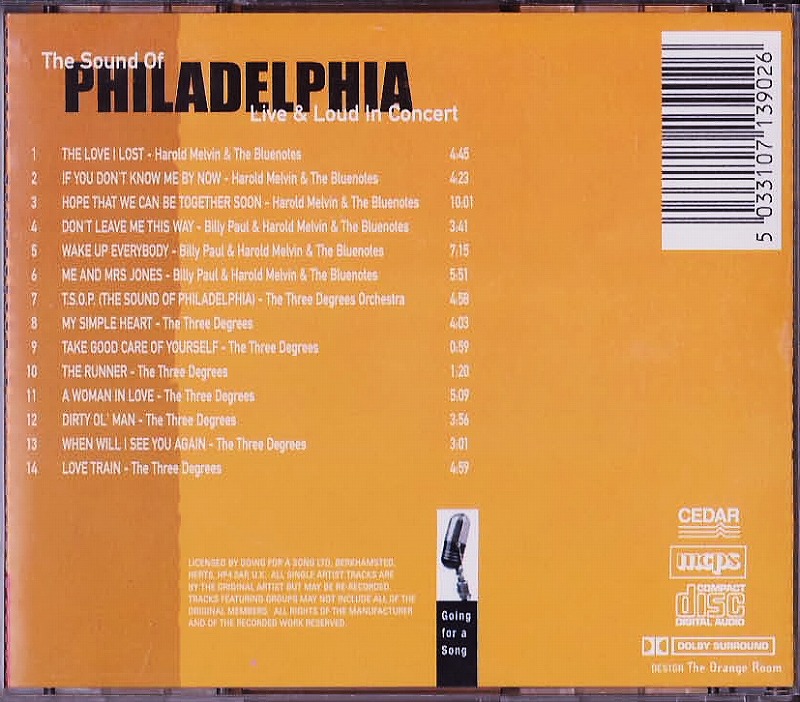 The Sound Of
PHILADELPHIA
Live & Loud In Concert
1 THE LOVE I LOST - Harold Melvin & The Bluenotes 4:45
2 IF YOU DON'T KNOW ME BY NOW - Harold Melvin & The Bluenotes 4:23
3 HOPE THAT WE CAN BE TOGETHER SOON - Harold Melvin & The Bluenotes 10:01
4 DON'T LEAVE ME THIS WAY - Billy Paul & Harold Melvin & The Bluenotes 3:41
5 WAKE UP EVERYBODY - Billy Paul & Harold Melvin & The Bluenotes 7:15
6 ME AND MRS JONES - Billy Paul & Harold Melvin & The Bluenotes 5:51
7 T.S.O.P. (THE SOUND OF PHILADELPHIA) - The Three Degrees Orchestra 4:58
8 MY SIMPLE HEART - The Three Degrees 4:03
9 TAKE GOOD CARE OF YOURSELF - The Three Degrees 0:59
10 THE RUNNER - The Three Degrees 1:20
11 A WOMAN IN LOVE - The Three Degrees 5:09
12 DIRTY OL' MAN - The Three Degrees 3:56
13 WHEN WILL I SEE YOU AGAIN - The Three Degrees 3:01
14 LOVE TRAIN - The Three Degrees 4:59
5 033107 139026
LICENSED BY GOING FOR A SONG LTD, BERKHAMSTED,
HERTS, HP4 3AP, U.K. ALL SINGLE ARTIST TRACKS ARE
BY THE ORIGINAL ARTIST BUT MAY BE RE-RECORDED.
TRACKS FEATURING GROUPS MAY NOT INCLUDE ALL OF THE
ORIGINAL MEMBERS. ALL RIGHTS OF THE MANUFACTURER
AND OF THE RECORDED WORK RESERVED.
Going
for a
Song
CEDAR
mcps
COMPACT
disc
DIGITAL AUDIO
DOLBY SURROUND
DESIGN The Orange Room